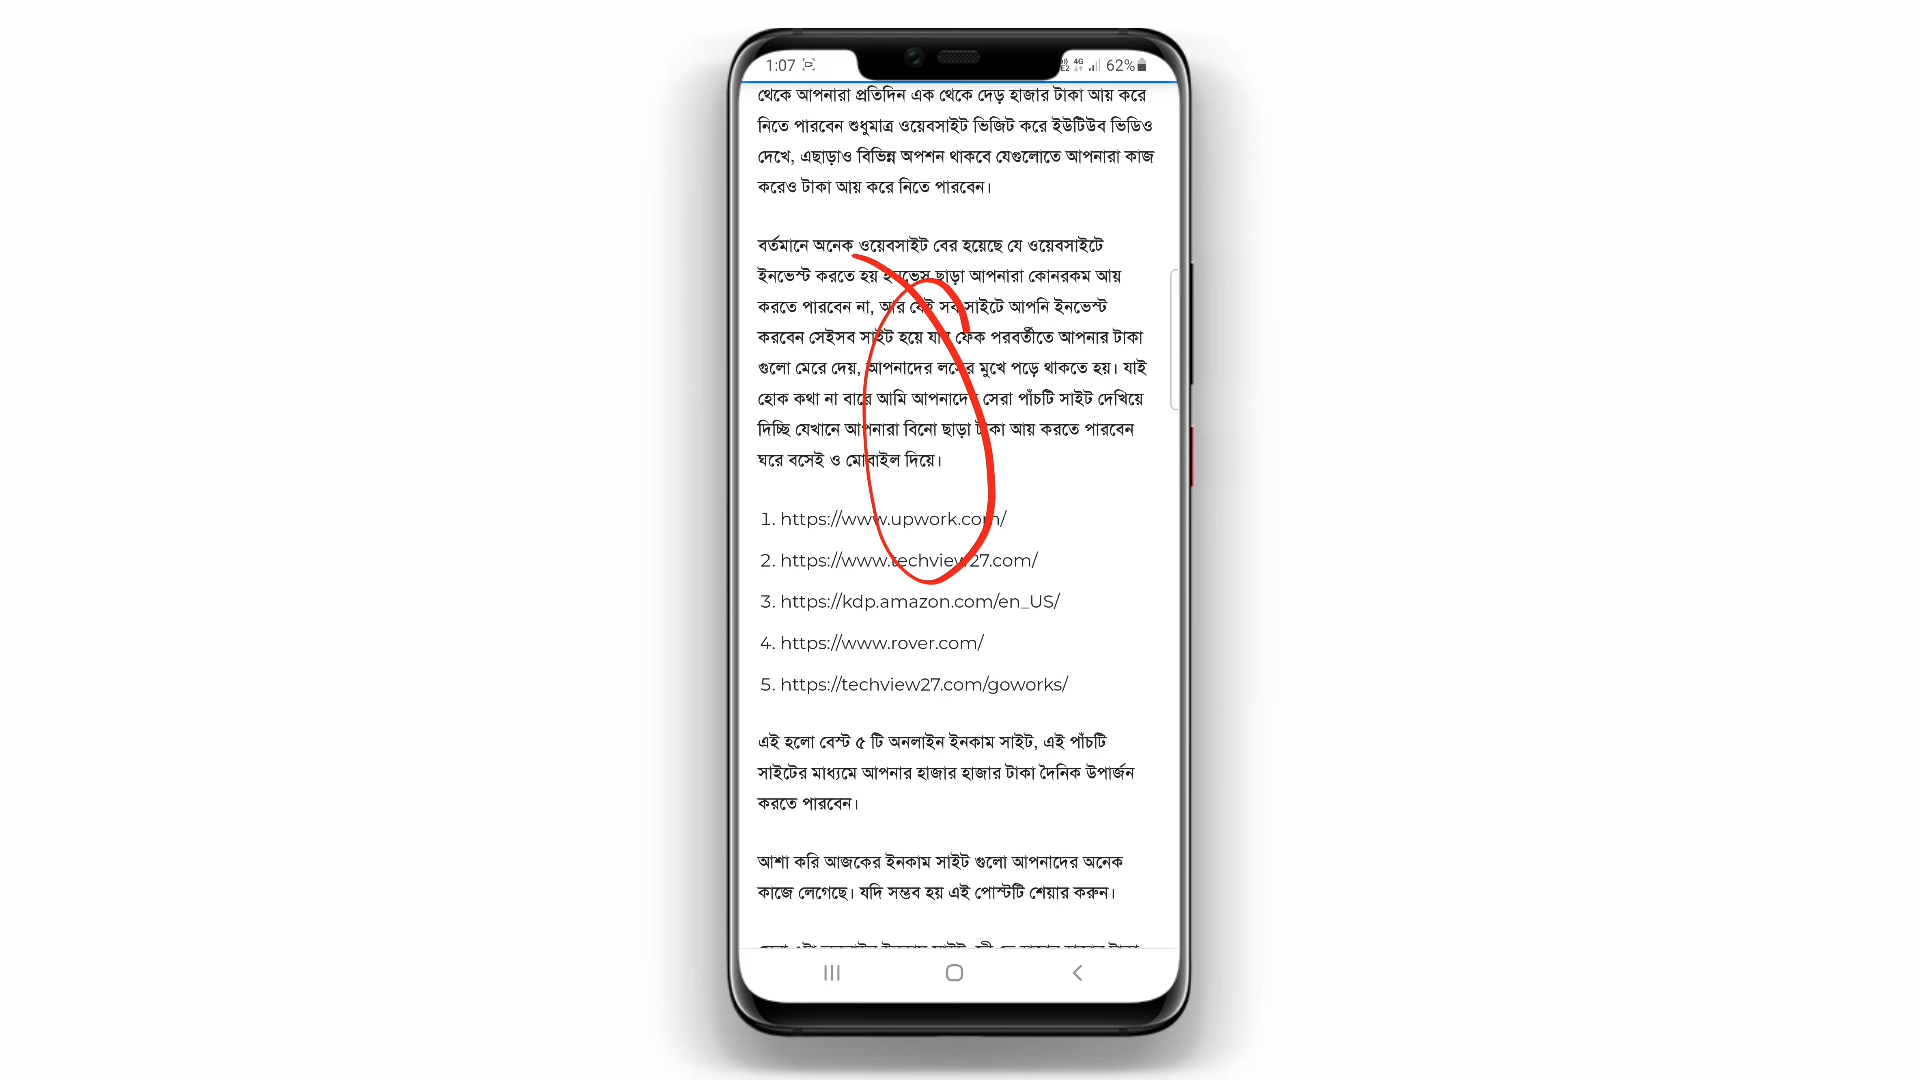 1:07 4G 62%
থেকে আপনারা প্রতিদিন এক থেকে দেড় হাজার টাকা আয় করে
নিতে পারবেন শুধুমাত্র ওয়েবসাইট ভিজিট করে ইউটিউব ভিডিও
দেখে, এছাড়াও বিভিন্ন অপশন থাকবে যেগুলোতে আপনারা কাজ
করেও টাকা আয় করে নিতে পারবেন।
বর্তমানে অনেক ওয়েবসাইট বের হয়েছে যে ওয়েবসাইটে
ইনভেস্ট করতে হয় ইনভেস ছাড়া আপনারা কোনরকম আয়
করতে পারবেন না, আর যেই সব সাইটে আপনি ইনভেস্ট
করবেন সেইসব সাইট হয়ে যায় ফেক পরবর্তীতে আপনার টাকা
গুলো মেরে দেয়, আপনাদের লসের মুখে পড়ে থাকতে হয়। যাই
হোক কথা না বারে আমি আপনাদের সেরা পাঁচটি সাইট দেখিয়ে
দিচ্ছি যেখানে আপনারা বিনো ছাড়া টাকা আয় করতে পারবেন
ঘরে বসেই ও মোবাইল দিয়ে।
1. https://www.upwork.com/
2. https://www.techview27.com/
3. https://kdp.amazon.com/en_US/
4. https://www.rover.com/
5. https://techview27.com/goworks/
এই হলো বেস্ট ৫ টি অনলাইন ইনকাম সাইট, এই পাঁচটি
সাইটের মাধ্যমে আপনার হাজার হাজার টাকা দৈনিক উপার্জন
করতে পারবেন।
আশা করি আজকের ইনকাম সাইট গুলো আপনাদের অনেক
কাজে লেগেছে। যদি সম্ভব হয় এই পোস্টটি শেয়ার করুন।